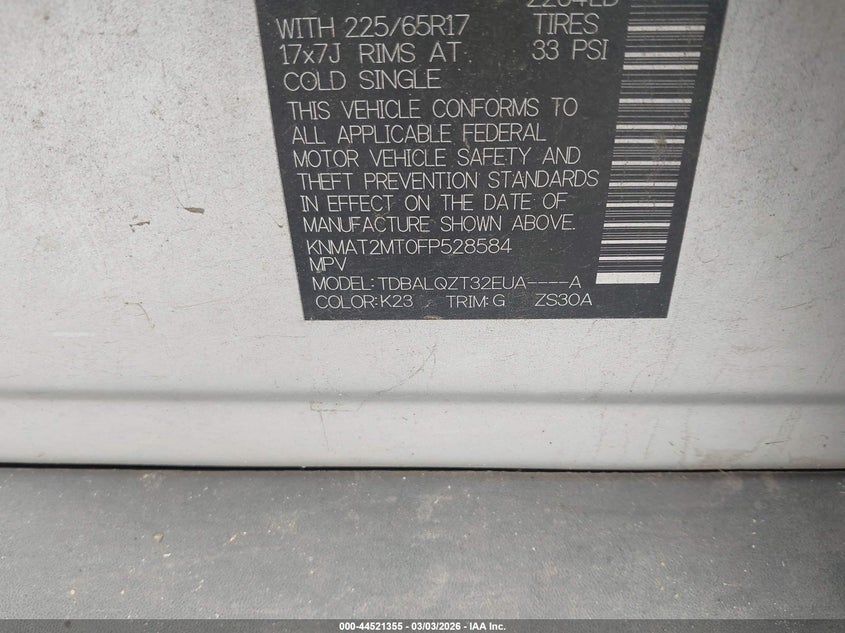 WITH 225/65R17 TIRES
17x7J RIMS AT 33 PSI
COLD SINGLE
THIS VEHICLE CONFORMS TO
ALL APPLICABLE FEDERAL
MOTOR VEHICLE SAFETY AND
THEFT PREVENTION STANDARDS
IN EFFECT ON THE DATE OF
MANUFACTURE SHOWN ABOVE.
KNMAT2MT0FP528584
MPV
MODEL:TDBALQZT32EUA----A
COLOR:K23 TRIM:G ZS30A
000-44521355 - 03/03/2026 - IAA Inc.